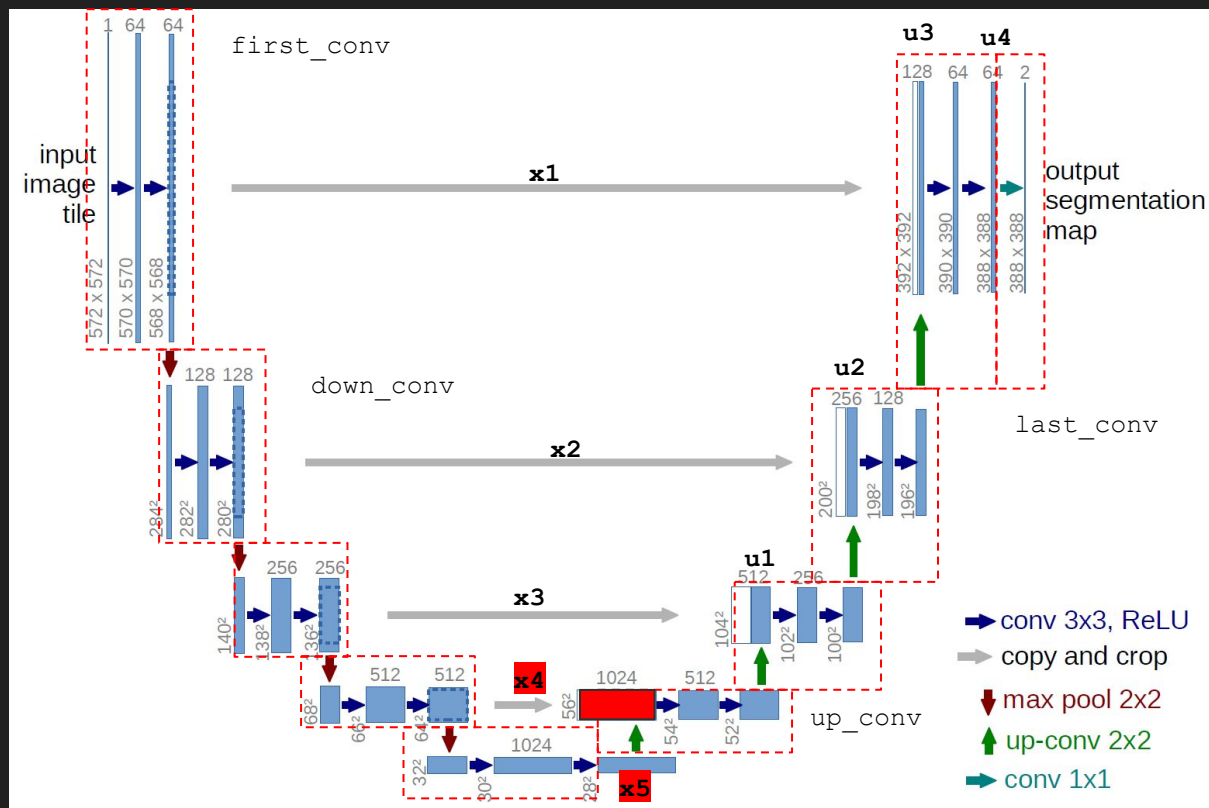 1 64 64
first_conv
input
image
tile
572 x 572
570 x 570
568 x 568
x1
u3
u4
128 64 64 2
392 x 392
390 x 390
388 x 388
388 x 388
output
segmentation
map
128 128
down_conv
284²
282²
280²
x2
u2
256 128
200²
198²
196²
last_conv
256 256
140²
138²
136²
x3
u1
512 256
104²
102²
100²
512 512
68²
66²
64²
x4
1024 512
56²
54²
52²
up_conv
1024
32²
30²
28²
x5
conv 3x3, ReLU
copy and crop
max pool 2x2
up-conv 2x2
conv 1x1